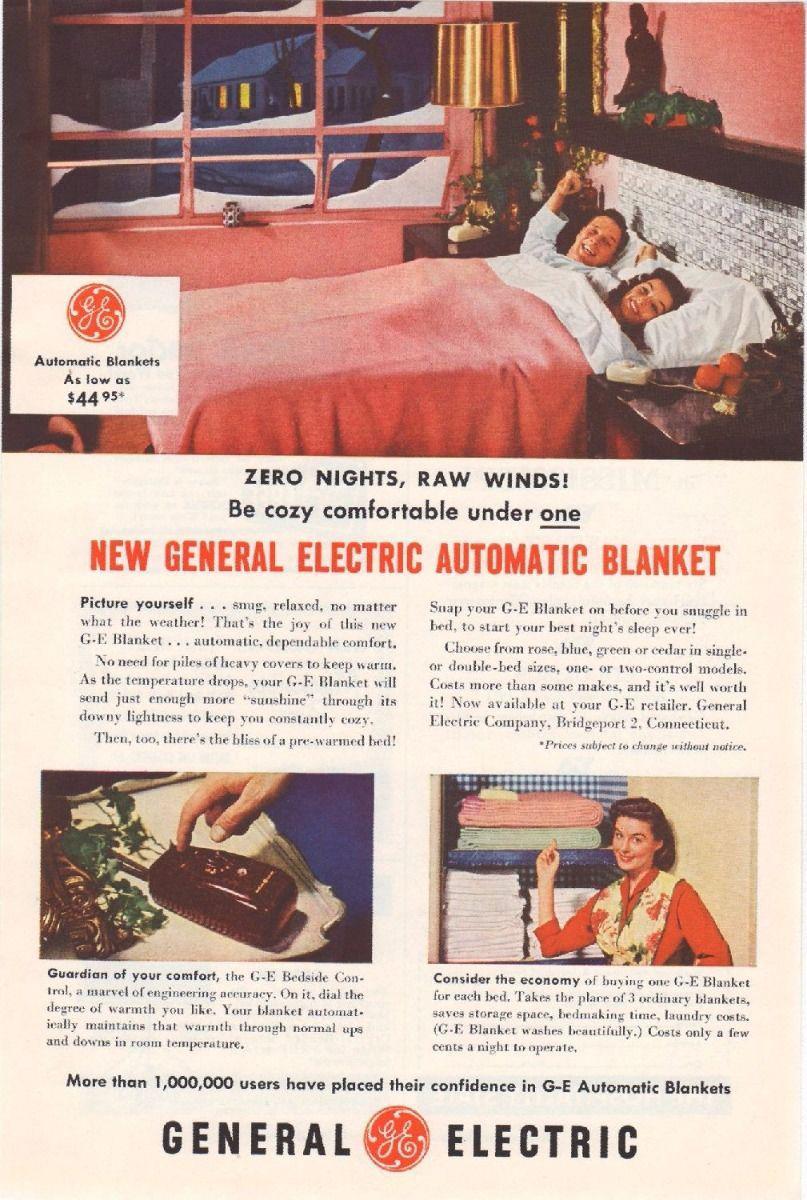 GE
Automatic Blankets
As low as
$44 95*
ZERO NIGHTS, RAW WINDS!
Be cozy comfortable under one
NEW GENERAL ELECTRIC AUTOMATIC BLANKET
Picture yourself . . . snug, relaxed, no matter
what the weather! That's the joy of this new
G-E Blanket . . . automatic, dependable comfort.
No need for piles of heavy covers to keep warm.
As the temperature drops, your G-E Blanket will
send just enough more "sunshine" through its
downy lightness to keep you constantly cozy.
Then, too, there's the bliss of a pre-warmed bed!
Snap your G-E Blanket on before you snuggle in
bed, to start your best night's sleep ever!
Choose from rose, blue, green or cedar in single-
or double-bed sizes, one- or two-control models.
Costs more than some makes, and it's well worth
it! Now available at your G-E retailer. General
Electric Company, Bridgeport 2, Connecticut.
*Prices subject to change without notice.
Guardian of your comfort, the G-E Bedside Con-
trol, a marvel of engineering accuracy. On it, dial the
degree of warmth you like. Your blanket automat-
ically maintains that warmth through normal ups
and downs in room temperature.
Consider the economy of buying one G-E Blanket
for each bed. Takes the place of 3 ordinary blankets,
saves storage space, bedmaking time, laundry costs.
(G-E Blanket washes beautifully.) Costs only a few
cents a night to operate.
More than 1,000,000 users have placed their confidence in G-E Automatic Blankets
GENERAL GE ELECTRIC